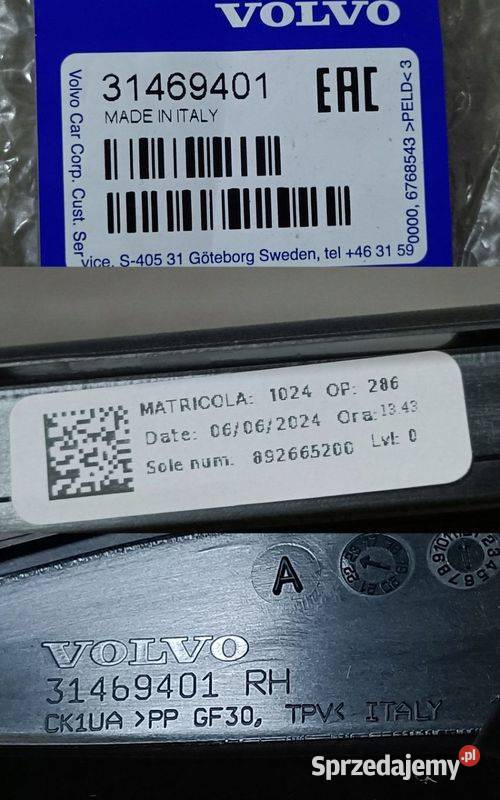 VOLVO
31469401
EAC
MADE IN ITALY
Volvo Car Corp. Cust. Ser
vice, S-405 31 Göteborg Sweden, tel +46 31 59
0000, 6768543 >PELD<3
MATRICOLA: 1024 OP: 286
Date: 06/06/2024 Ora:13.43
Sole num. 892665200 Lvl: 0
A
VOLVO
31469401 RH
CK1UA >PP GF30, TPV< ITALY
Sprzedajemy.pl